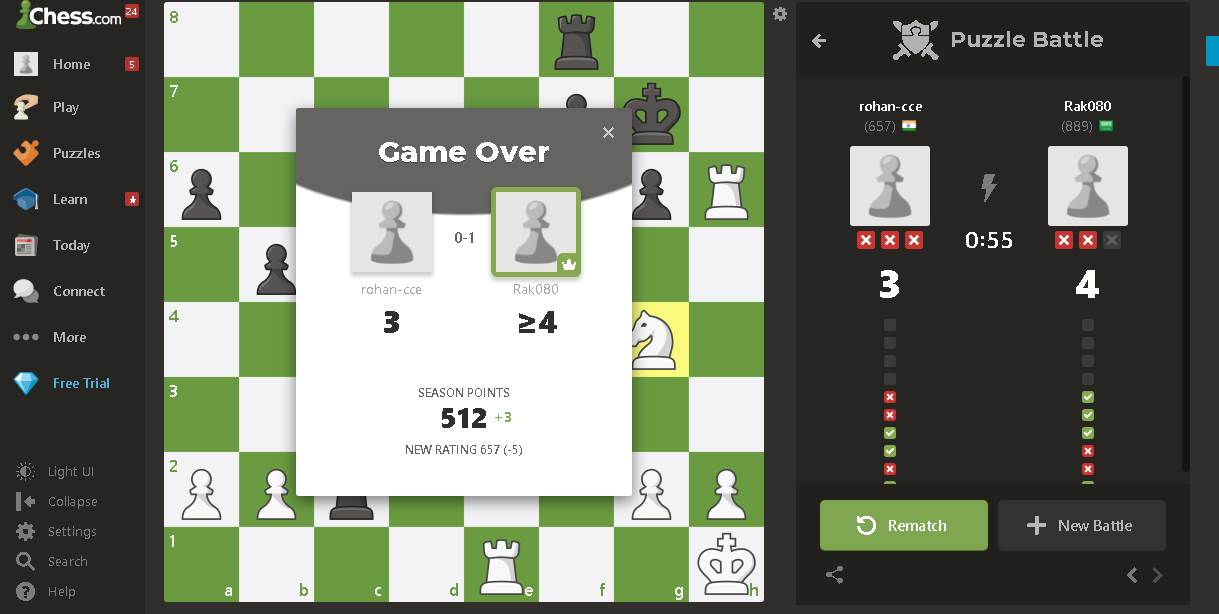 Chess.com 24
Home 5
Play
Puzzles
Learn
Today
Connect
More
Free Trial
Light UI
Collapse
Settings
Search
Help
8
7
6
5
4
3
2
1
a b c d e f g h
Game Over
0-1
rohan-cce Rak080
3 ≥4
SEASON POINTS
512 +3
NEW RATING 657 (-5)
Puzzle Battle
rohan-cce Rak080
(657) (889)
0:55
3 4
Rematch New Battle